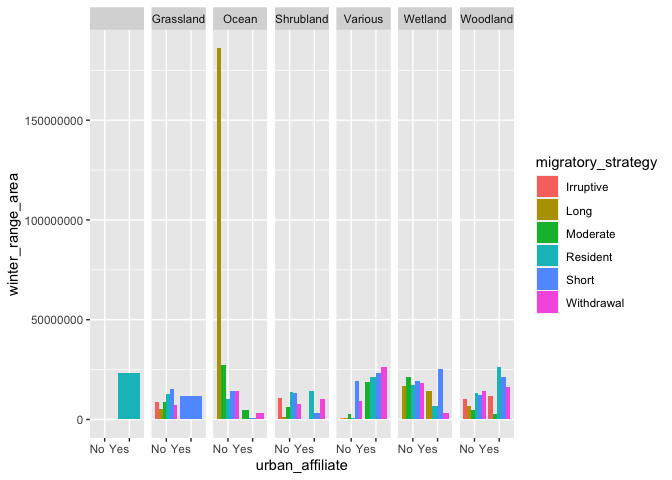 Grassland Ocean Shrubland Various Wetland Woodland
winter_range_area
150000000
100000000
50000000
0
No Yes No Yes No Yes No Yes No Yes No Yes No Yes
urban_affiliate
migratory_strategy
Irruptive
Long
Moderate
Resident
Short
Withdrawal